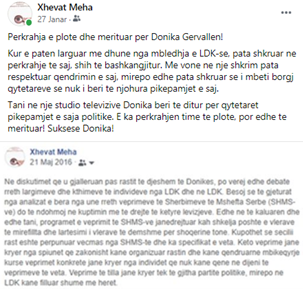 Xhevat Meha
27 Janar ·
Perkrahja e plote dhe merituar per Donika Gervallen!
Kur e paten larguar me dhune nga mbledhja e LDK-se, pata shkruar ne
perkrahje te saj, shih te bashkangjitur. Me vone ne nje shkrim pata
respektuar qendrimin e saj, mirepo edhe pata shkruar se i mbeti borgj
qytetareve se nuk i beri te njohura pikepamjet e saj.
Tani ne nje studio televizive Donika beri te ditur per qytetaret
pikepamjet e saja politike. E ka perkrahjen time te plote, por edhe te
merituar! Suksese Donika!
Xhevat Meha
21 Maj 2016 ·
Ne diskutimet qe u gjalleruan pas rastit te djeshem te Donikes, po verej edhe debate
rreth largimeve dhe kthimeve te individeve nga LDK dhe ne LDK. Besoj se te gjeturat
nga analizat e bera nga une rreth veprimeve te Sherbimeve te Mshefta Serbe (SHMS-
ve) do te ndohmoj ne kuptimin me te drejte te ketyre levizjeve. Edhe ne te kaluaren dhe
edhe tani, programet e veprimit te SHMS-ve janedrejtuar kah shkelja poshte e vlerave
te mirefillta dhe lartesimi i vlerave te demshme per shoqerine tone. Kupothet se secili
rast eshte perpunuar vecmas nga SHMS-te dhe ka specifikat e veta. Keto veprime jane
kryer nga spiunet qe zakonisht kane organizuar rastin dhe kane qendruarne mbikeqyrje
kurse veprimet konkrete jane kryer nga individet qe nuk kane qene ne dijeni te
veprimeve te veta. Veprime te tilla jane kryer tek te gjitha partite politike, mirepo ne
LDK kane filluar shume me heret.